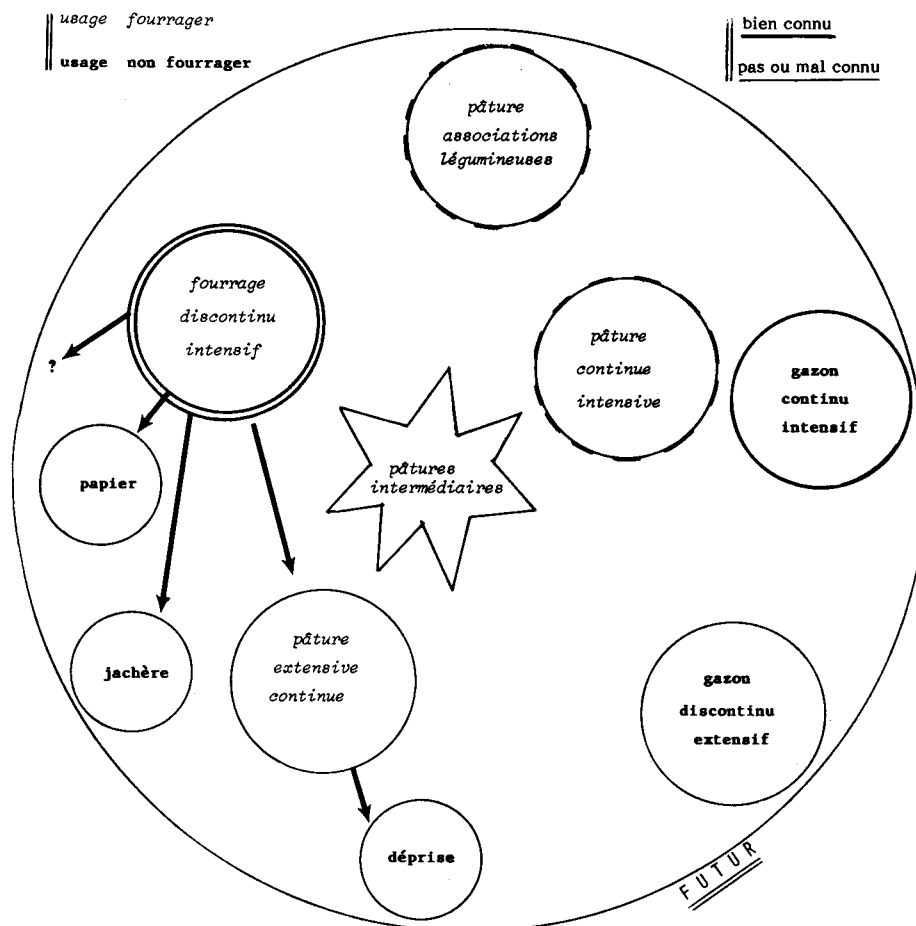 usage fourrager
usage non fourrager
bien connu
pas ou mal connu
pâture
associations
légumineuses
fourrage
discontinu
intensif
pâture
continue
intensive
gazon
continu
intensif
?
papier
pâtures
intermédiaires
jachère
pâture
extensive
continue
gazon
discontinu
extensif
déprise
FUTUR